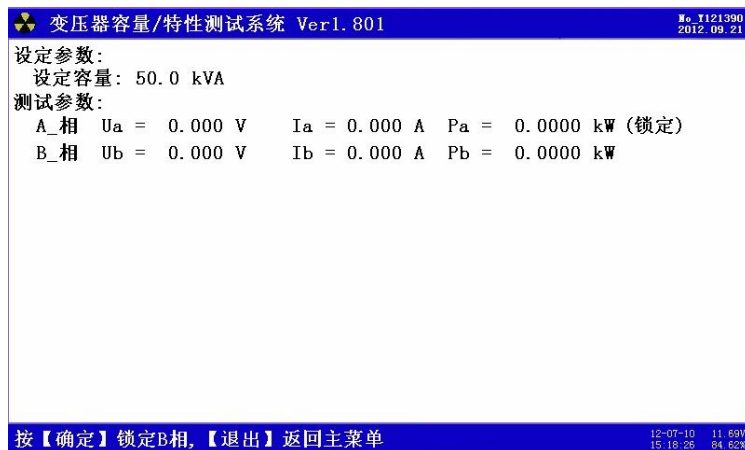 变压器容量/特性测试系统 Ver1.801
No_Y121390
2012.09.21
设定参数:
设定容量: 50.0 kVA
测试参数:
A_相 Ua = 0.000 V Ia = 0.000 A Pa = 0.0000 kW (锁定)
B_相 Ub = 0.000 V Ib = 0.000 A Pb = 0.0000 kW
按【确定】锁定B相,【退出】返回主菜单
12-07-10 11.69V
15:18:26 84.62%